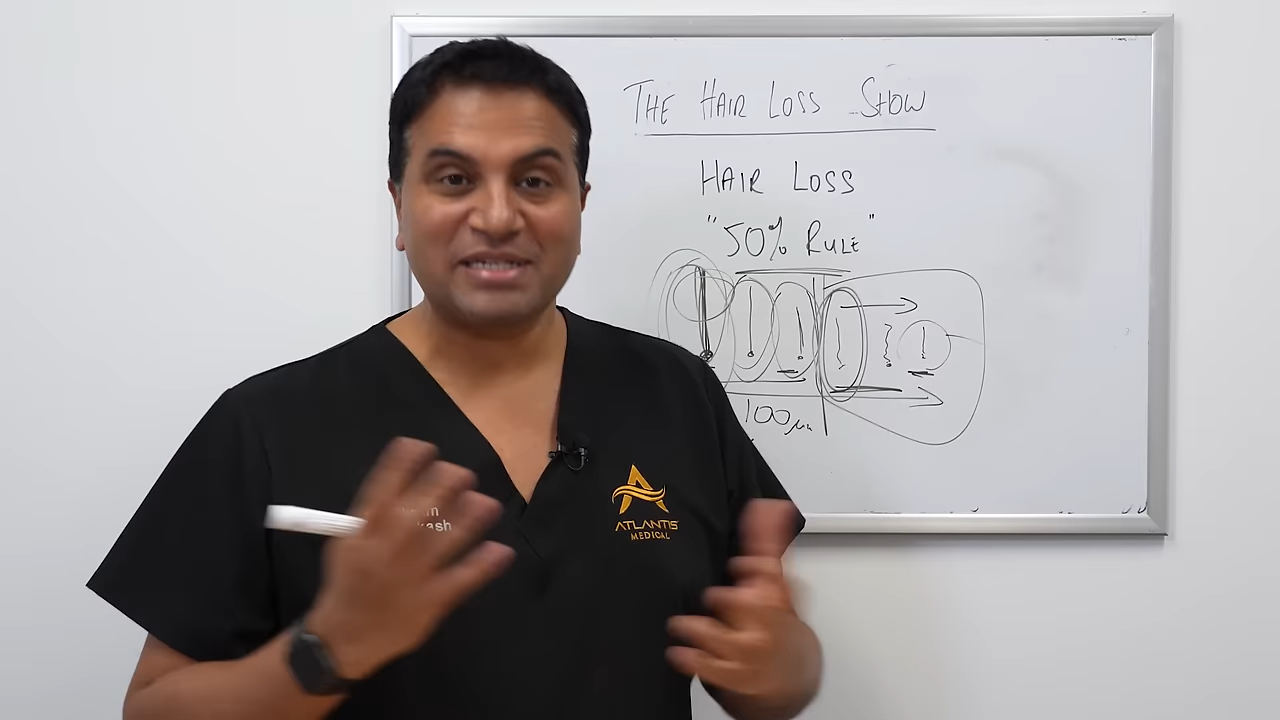 THE HAIR LOSS SHOW
HAIR LOSS
"50% RULE"
100μm
ATLANTIS
MEDICAL